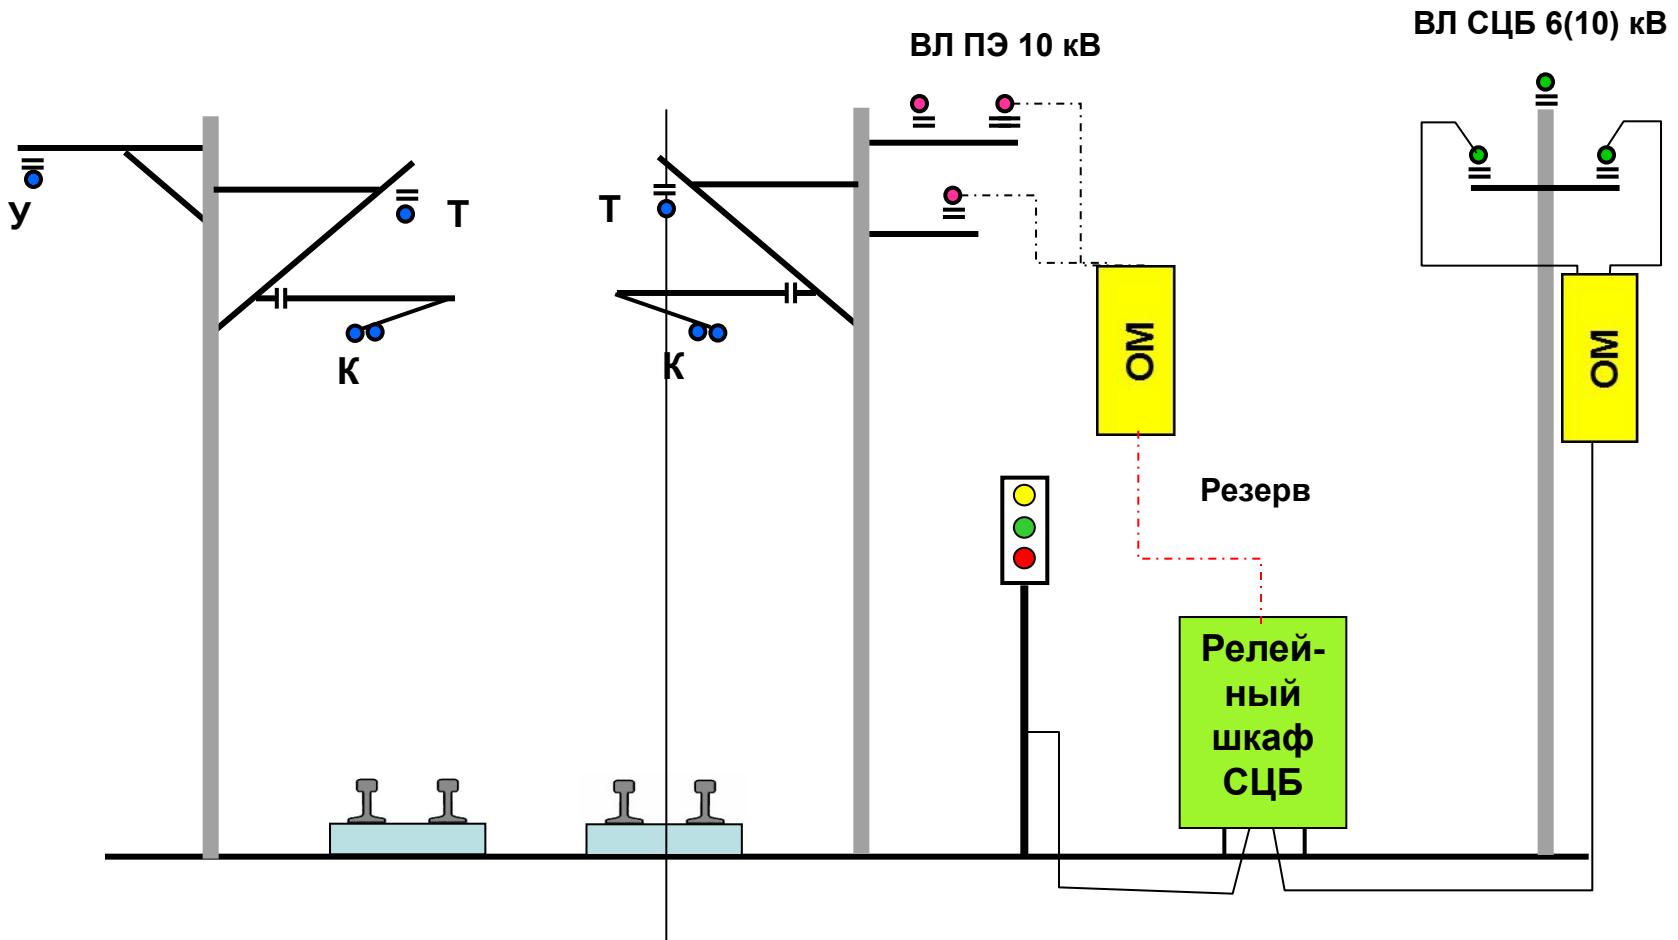 ВЛ СЦБ 6(10) кВ
ВЛ ПЭ 10 кВ
У
Т
Т
К
К
ОМ
ОМ
Резерв
Релей-
ный
шкаф
СЦБ